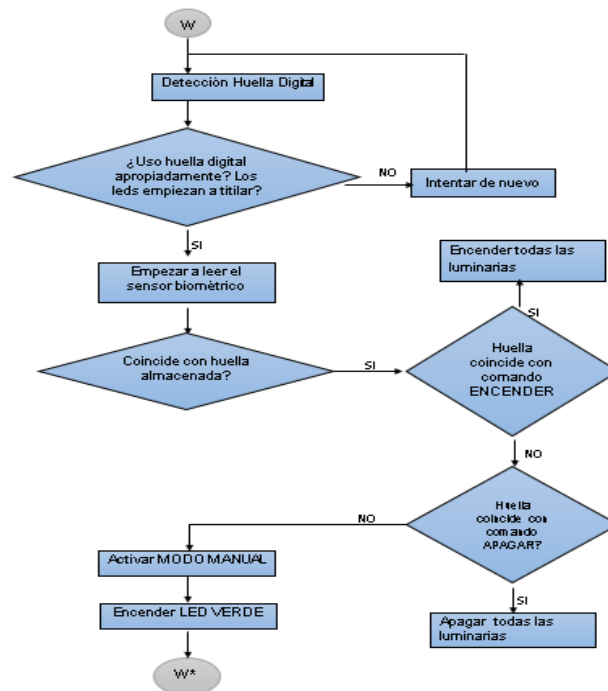 W
Detección Huella Digital
¿Uso huella digital
apropiadamente? Los
leds empiezan a titilar?
NO
Intentar de nuevo
SI
Empezar a leer el
sensor biométrico
Encender todas las
luminarias
SI
Coincide con huella
almacenada?
SI
Huella
coincide con
comando
ENCENDER
NO
Huella
coincide con
comando
APAGAR?
NO
Activar MODO MANUAL
SI
Encender LED VERDE
Apagar todas las
luminarias
W*